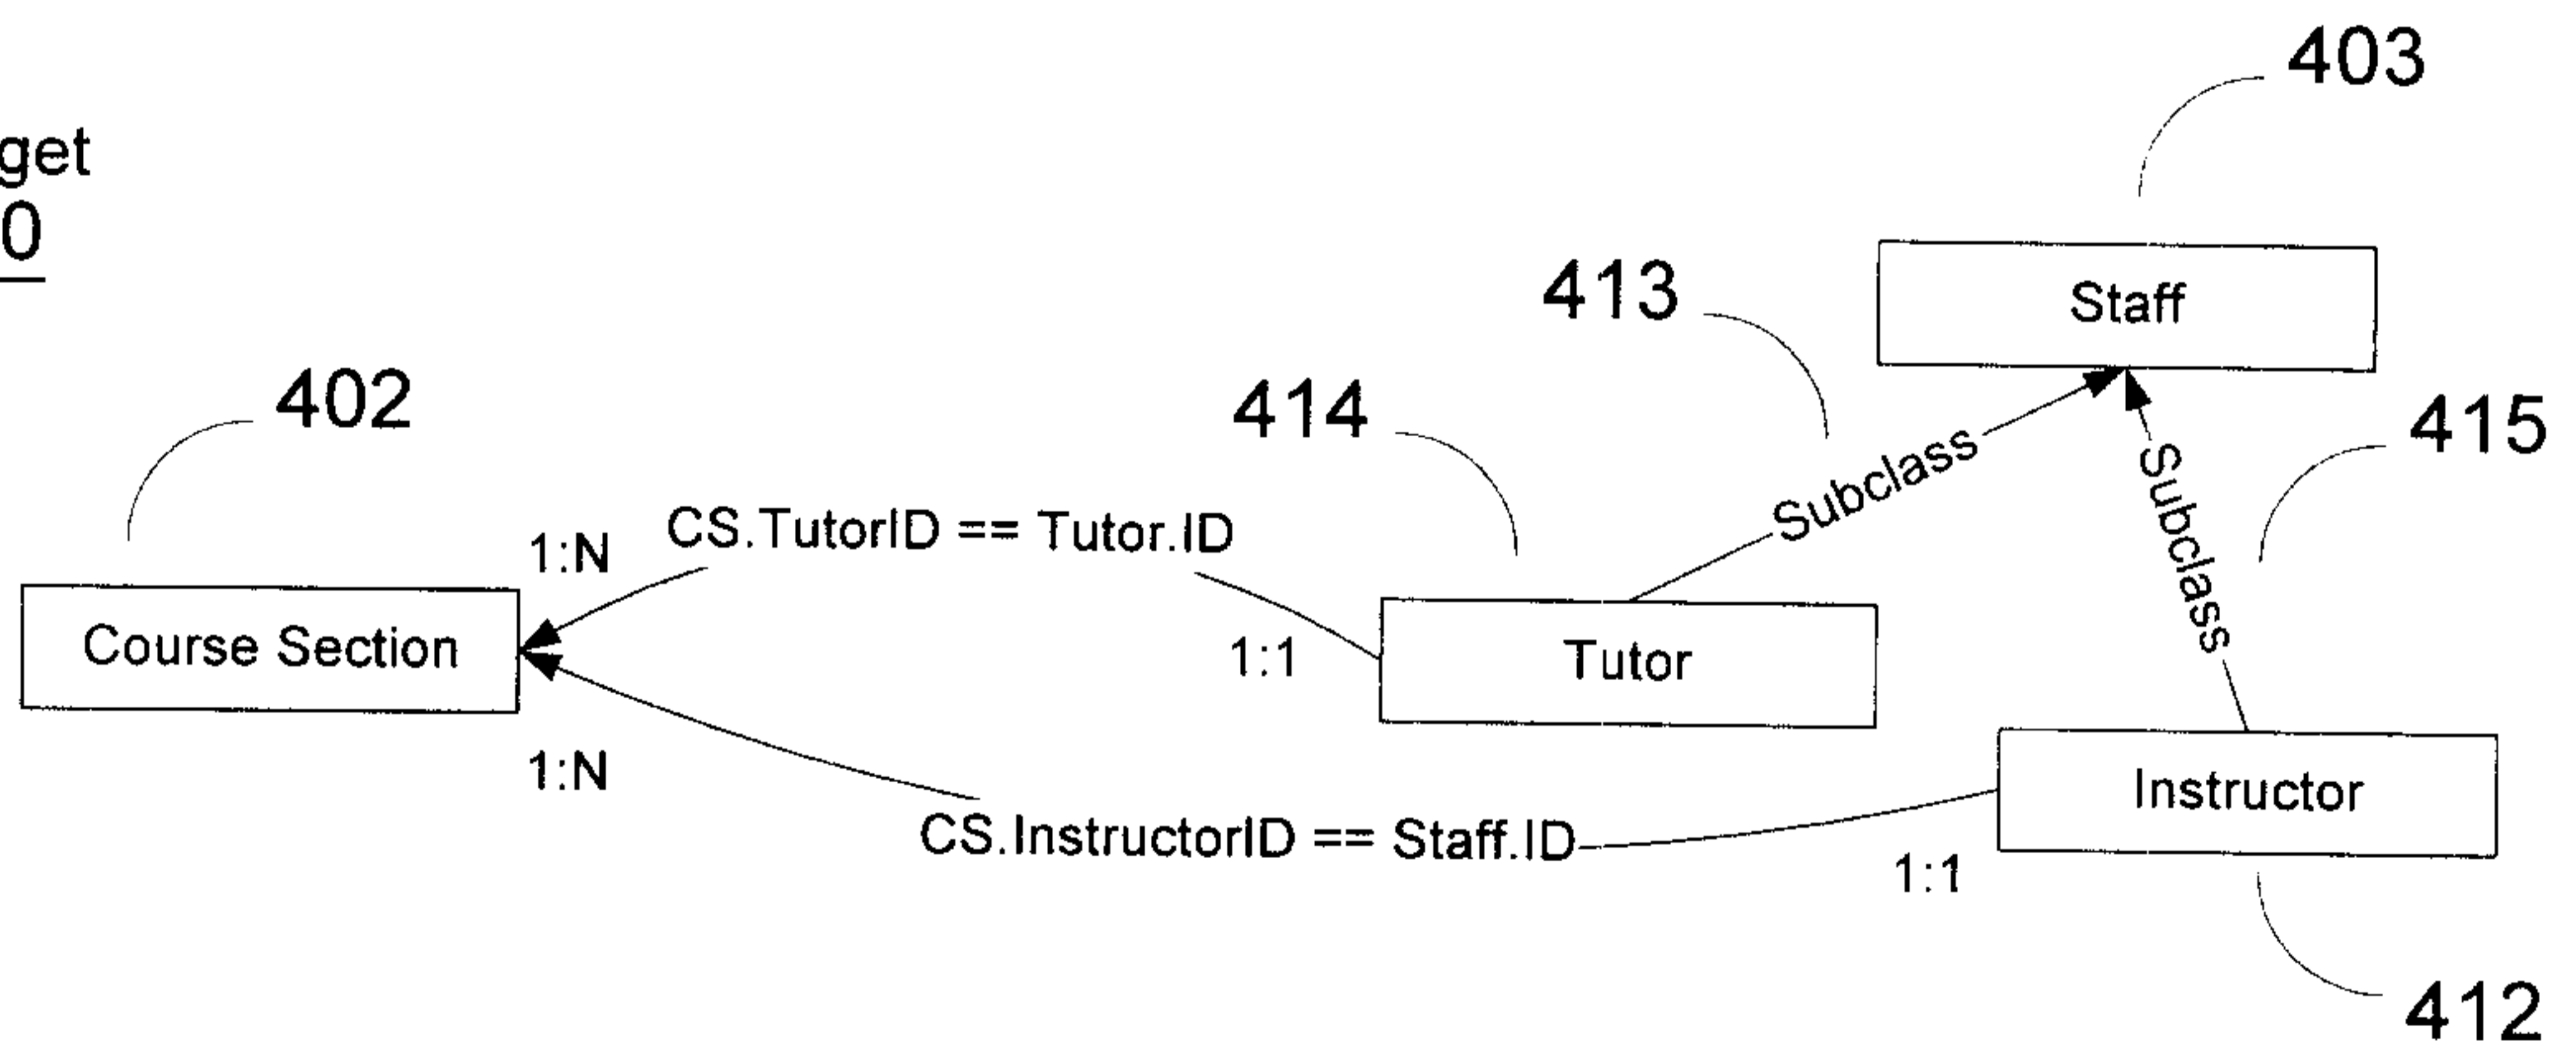 403
get
0
Staff
413
402
414
415
Subclass
Subclass
1:N
CS.TutorID == Tutor.ID
Course Section
1:1
Tutor
1:N
Instructor
CS.InstructorID == Staff.ID
1:1
412